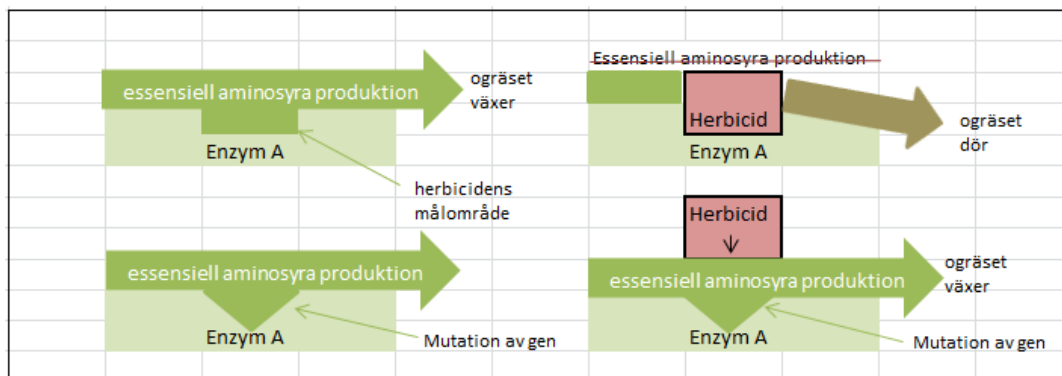 essensiell aminosyra produktion
ogräset
växer
Enzym A
herbicidens
målområde
Essensiell aminosyra produktion
Herbicid
Enzym A
ogräset
dör
essensiell aminosyra produktion
Enzym A
Mutation av gen
Herbicid
essensiell aminosyra produktion
ogräset
växer
Enzym A
Mutation av gen